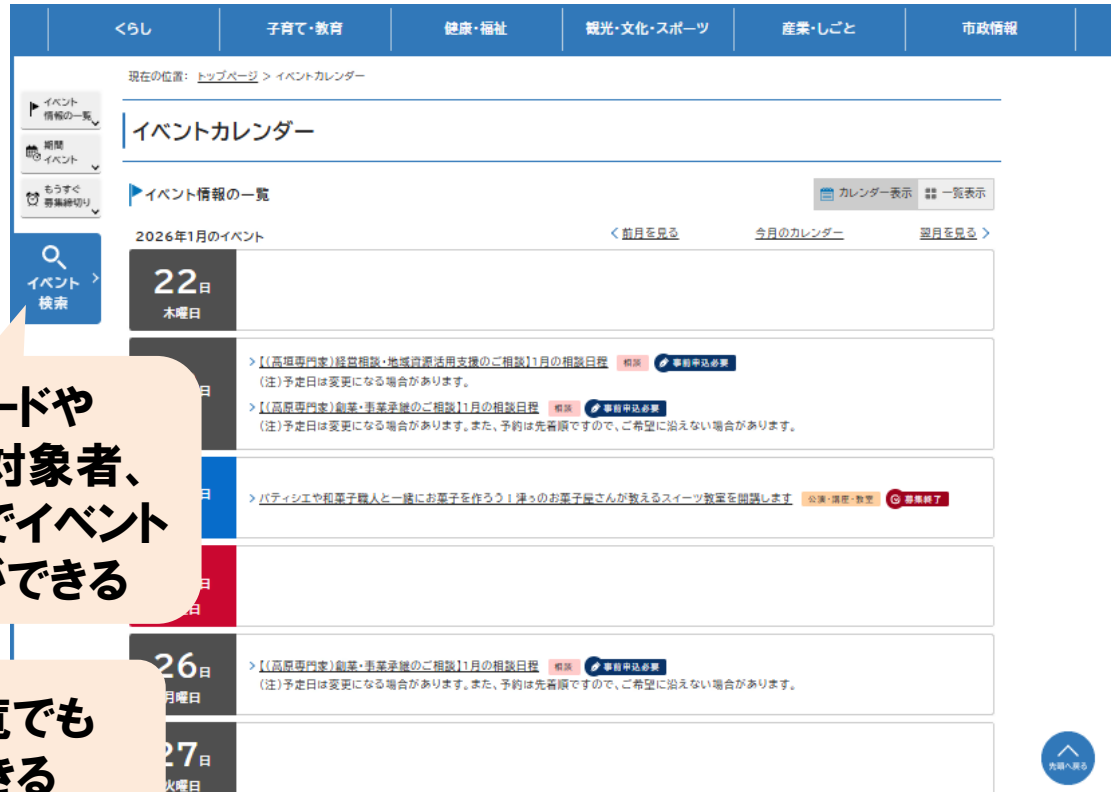 くらし
子育て・教育
健康・福祉
観光・文化・スポーツ
産業・しごと
市政情報
現在の位置： トップページ > イベントカレンダー
イベント
情報の一覧
期間
イベント
もうすぐ
募集締切り
イベント
検索
イベントカレンダー
イベント情報の一覧
カレンダー表示
一覧表示
2026年1月のイベント
前月を見る
今月のカレンダー
翌月を見る
22日
木曜日
【(高垣専門家)経営相談・地域資源活用支援のご相談】1月の相談日程 相談 事前申込必要
(注)予定日は変更になる場合があります。
日
【(高原専門家)創業・事業承継のご相談】1月の相談日程 相談 事前申込必要
(注)予定日は変更になる場合があります。また、予約は先着順ですので、ご希望に沿えない場合があります。
日
パティシエや和菓子職人と一緒にお菓子を作ろう！津ぅのお菓子屋さんが教えるスイーツ教室を開講します 公演・講座・教室 募集終了
日
曜日
26日
月曜日
【(高原専門家)創業・事業承継のご相談】1月の相談日程 相談 事前申込必要
(注)予定日は変更になる場合があります。また、予約は先着順ですので、ご希望に沿えない場合があります。
27日
火曜日
ードや
対象者、
でイベント
ができる
覧でも
きる
先頭へ戻る